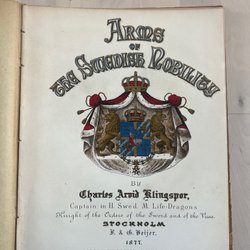 ARMS
OF
THE SWEDISH NOBILITY
BY
Charles Arvid Klingspor,
Captain in H. Swed. M. Life-Dragons
Knight of the Orders of the Sword and of the Vasa.
STOCKHOLM
F. & G. Beijer.
1877.